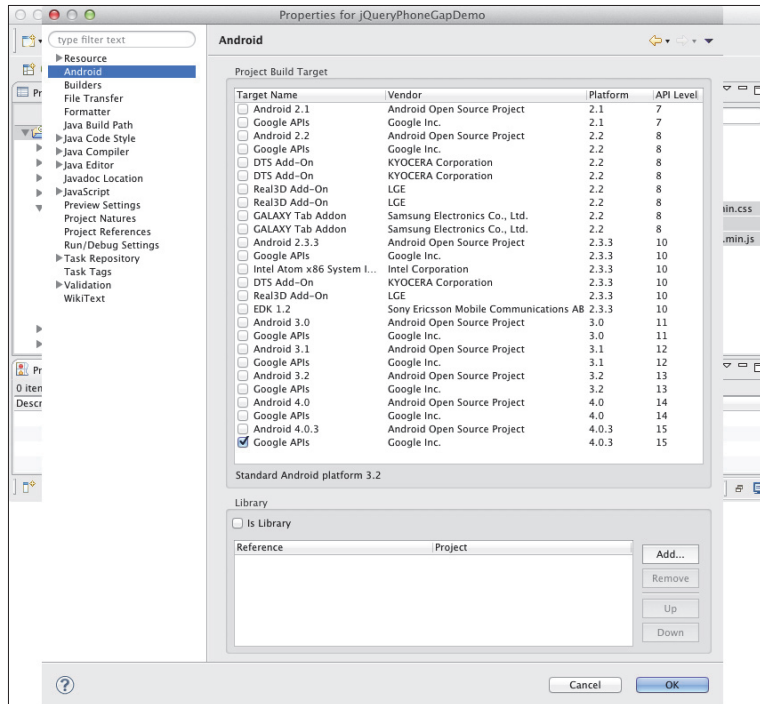 Properties for jQueryPhoneGapDemo
type filter text
Android
Resource
Android
Builders
File Transfer
Formatter
Java Build Path
Java Code Style
Java Compiler
Java Editor
Javadoc Location
JavaScript
Preview Settings
Project Natures
Project References
Run/Debug Settings
Task Repository
Task Tags
Validation
WikiText
Project Build Target
Target Name Vendor Platform API Level
Android 2.1 Android Open Source Project 2.1 7
Google APIs Google Inc. 2.1 7
Android 2.2 Android Open Source Project 2.2 8
Google APIs Google Inc. 2.2 8
DTS Add-On KYOCERA Corporation 2.2 8
DTS Add-On KYOCERA Corporation 2.2 8
Real3D Add-On LGE 2.2 8
Real3D Add-On LGE 2.2 8
GALAXY Tab Addon Samsung Electronics Co., Ltd. 2.2 8
GALAXY Tab Addon Samsung Electronics Co., Ltd. 2.2 8
Android 2.3.3 Android Open Source Project 2.3.3 10
Google APIs Google Inc. 2.3.3 10
Intel Atom x86 System I... Intel Corporation 2.3.3 10
DTS Add-On KYOCERA Corporation 2.3.3 10
Real3D Add-On LGE 2.3.3 10
EDK 1.2 Sony Ericsson Mobile Communications AB 2.3.3 10
Android 3.0 Android Open Source Project 3.0 11
Google APIs Google Inc. 3.0 11
Android 3.1 Android Open Source Project 3.1 12
Google APIs Google Inc. 3.1 12
Android 3.2 Android Open Source Project 3.2 13
Google APIs Google Inc. 3.2 13
Android 4.0 Android Open Source Project 4.0 14
Google APIs Google Inc. 4.0 14
Android 4.0.3 Android Open Source Project 4.0.3 15
Google APIs Google Inc. 4.0.3 15
Standard Android platform 3.2
Library
Is Library
Reference Project
Add...
Remove
Up
Down
Cancel OK
Pr
Pr
0 iten
Descr
in.css
.min.js